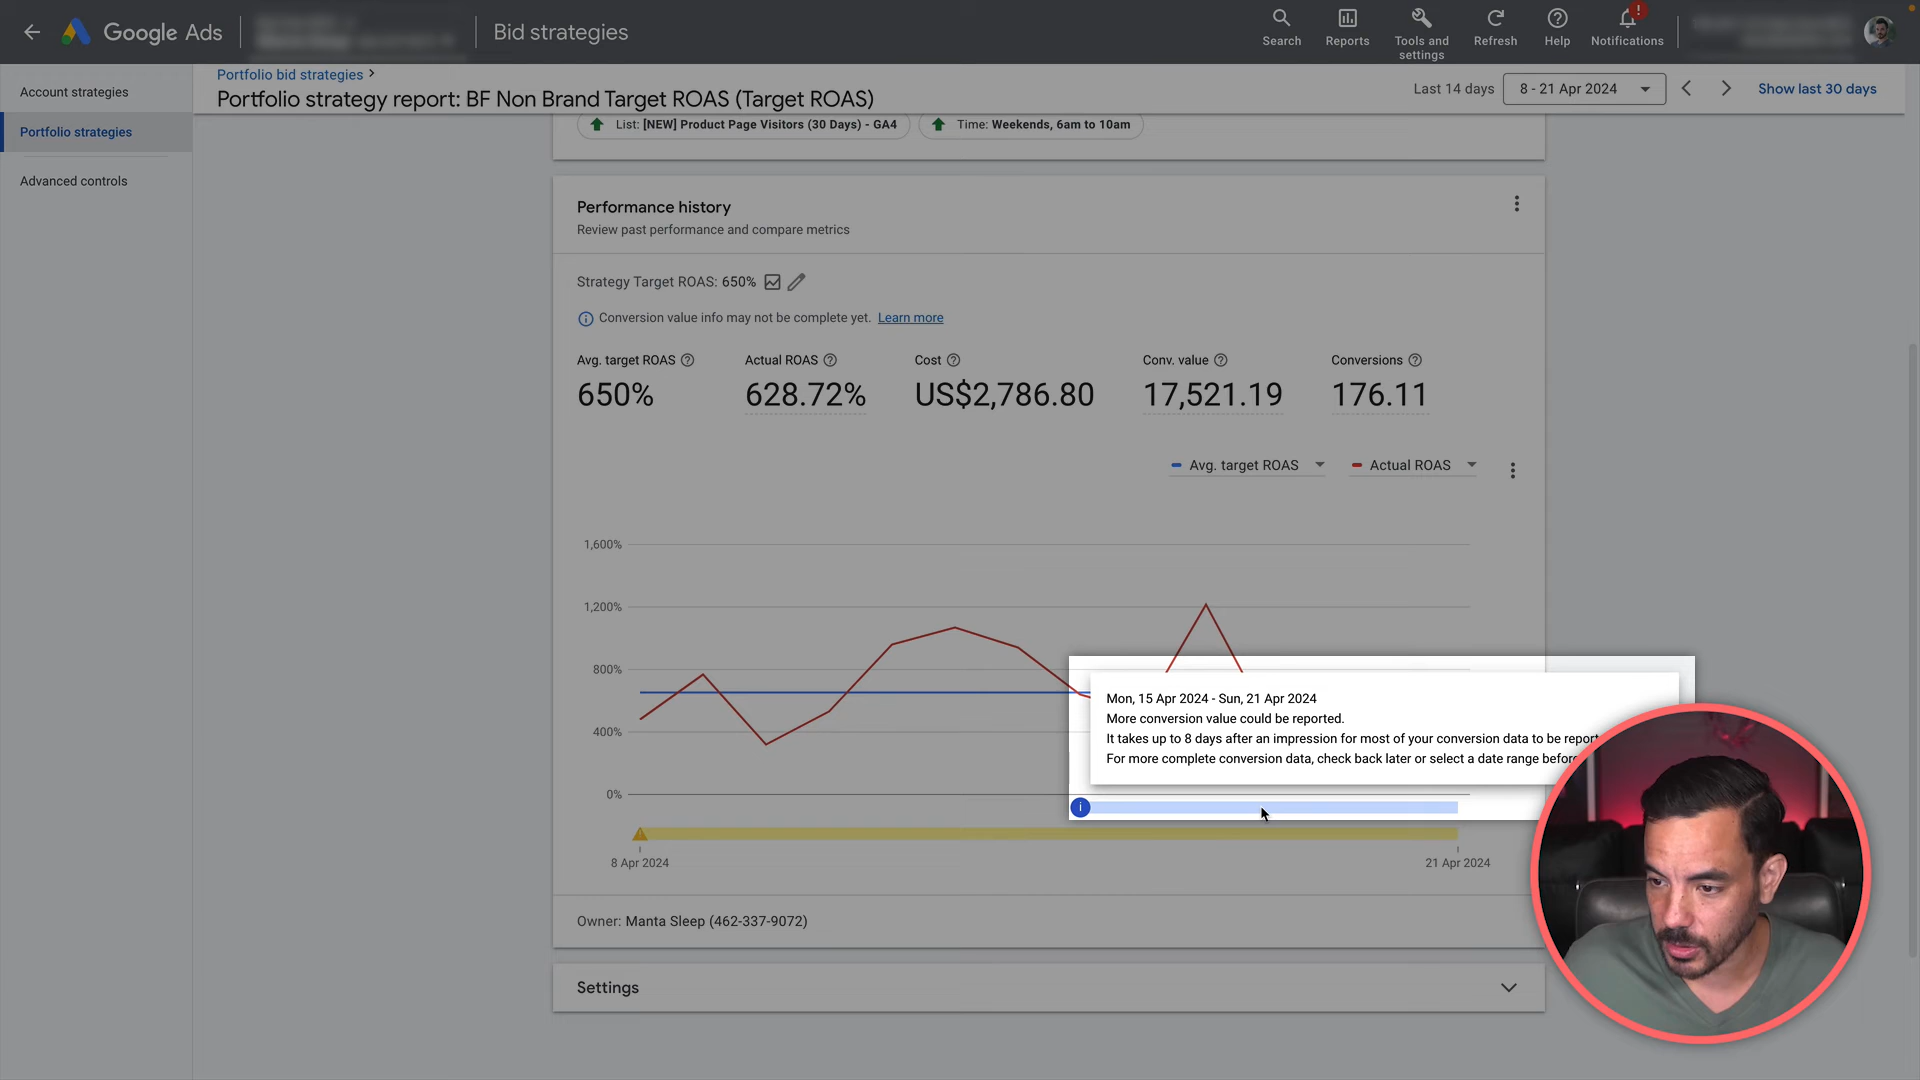 Google Ads
Bid strategies
Search
Reports
Tools and
settings
Refresh
Help
Notifications
!
Account strategies
Portfolio strategies
Advanced controls
Portfolio bid strategies
Portfolio strategy report: BF Non Brand Target ROAS (Target ROAS)
Last 14 days
8 - 21 Apr 2024
Show last 30 days
List: [NEW] Product Page Visitors (30 Days) - GA4
Time: Weekends, 6am to 10am
Performance history
Review past performance and compare metrics
Strategy Target ROAS: 650%
Conversion value info may not be complete yet. Learn more
Avg. target ROAS
Actual ROAS
Cost
Conv. value
Conversions
650%
628.72%
US$2,786.80
17,521.19
176.11
Avg. target ROAS
Actual ROAS
1,600%
1,200%
800%
400%
0%
Mon, 15 Apr 2024 - Sun, 21 Apr 2024
More conversion value could be reported.
It takes up to 8 days after an impression for most of your conversion data to be
For more complete conversion data, check back later or select a date range
8 Apr 2024
21 Apr 2024
Owner: Manta Sleep (462-337-9072)
Settings